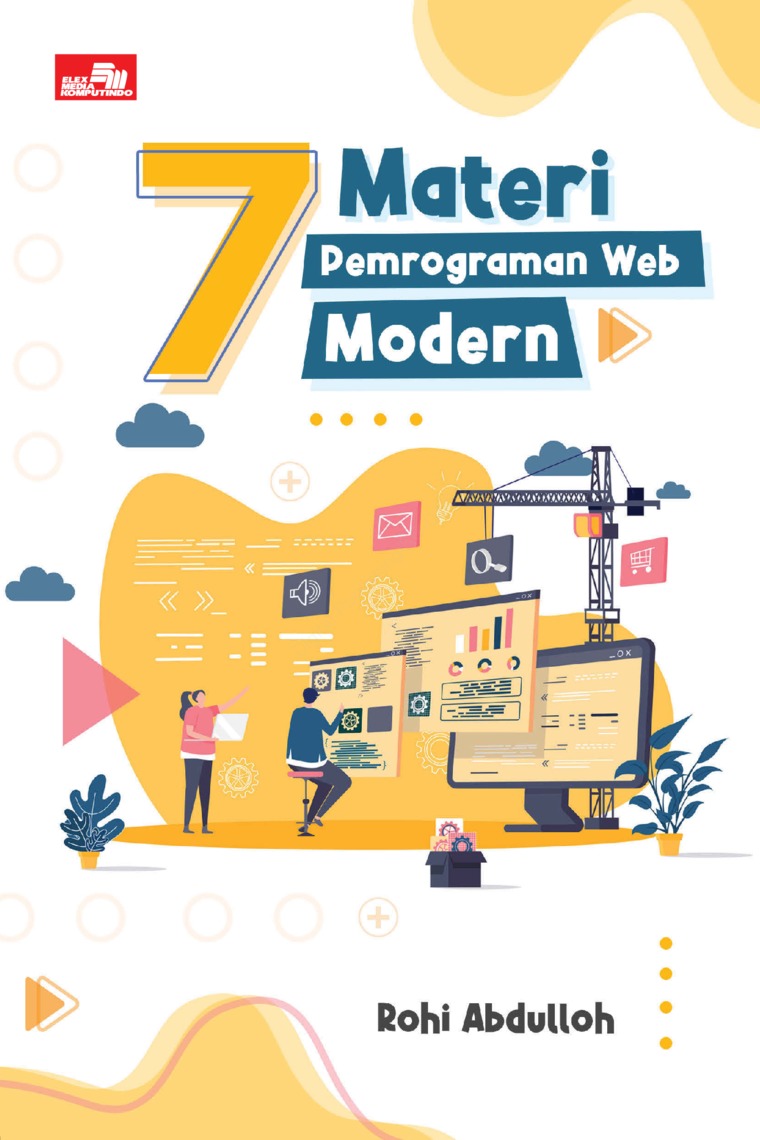 ELEX
MEDIA
KOMPUTINDO
7
Materi
Pemrograman Web
Modern
Rohi Abdulloh